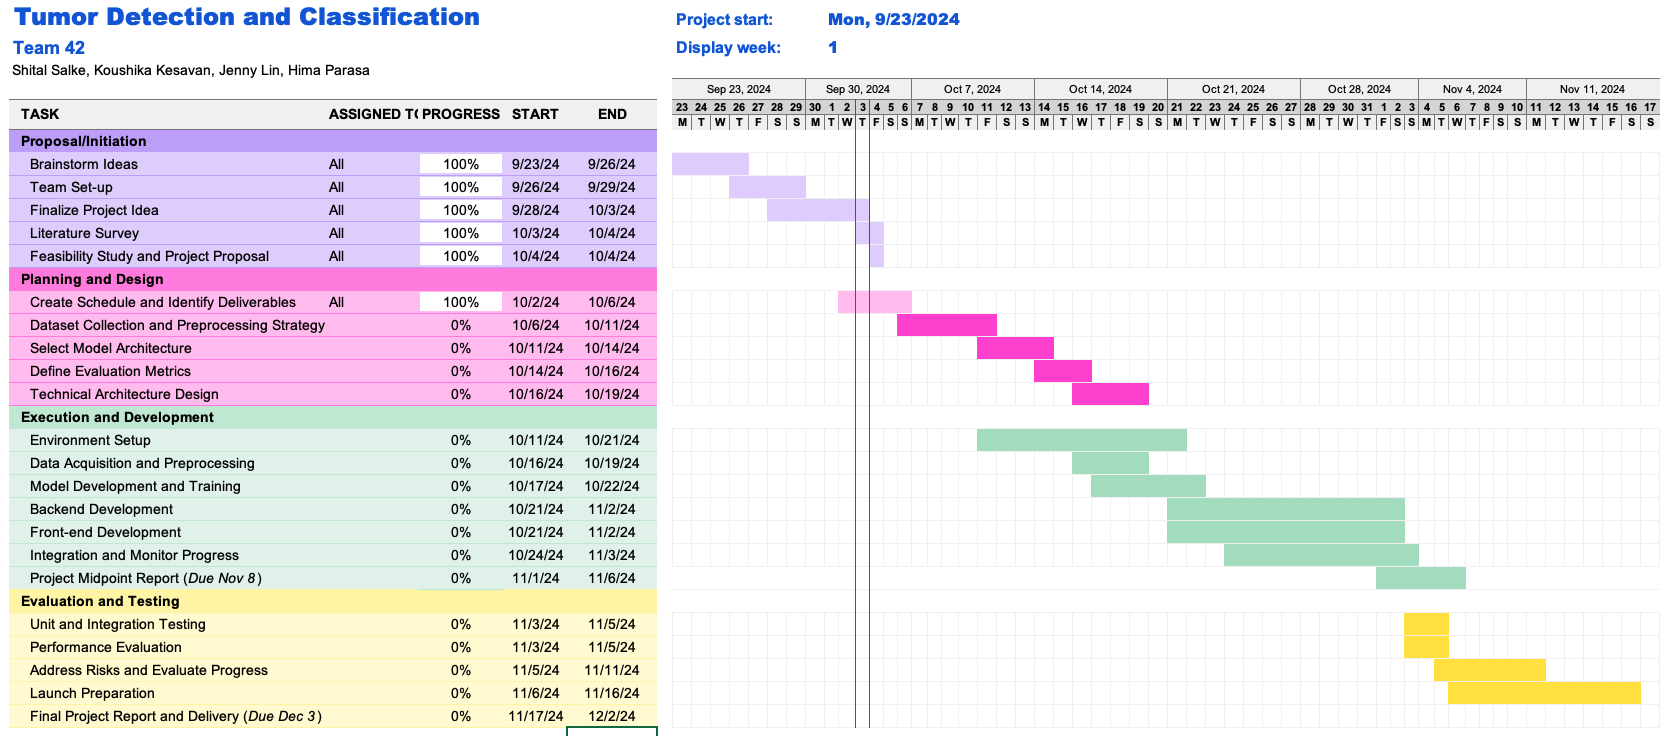 Tumor Detection and Classification
Project start: Mon, 9/23/2024
Team 42
Display week: 1
Shital Salke, Koushika Kesavan, Jenny Lin, Hima Parasa
Sep 23, 2024 Sep 30, 2024 Oct 7, 2024 Oct 14, 2024 Oct 21, 2024 Oct 28, 2024 Nov 4, 2024 Nov 11, 2024
TASK ASSIGNED TO PROGRESS START END
23 24 25 26 27 28 29 30 1 2 3 4 5 6 7 8 9 10 11 12 13 14 15 16 17 18 19 20 21 22 23 24 25 26 27 28 29 30 31 1 2 3 4 5 6 7 8 9 10 11 12 13 14 15 16 17
M T W T F S S M T W T F S S M T W T F S S M T W T F S S M T W T F S S M T W T F S S M T W T F S S M T W T F S S
Proposal/Initiation
Brainstorm Ideas All 100% 9/23/24 9/26/24
Team Set-up All 100% 9/26/24 9/29/24
Finalize Project Idea All 100% 9/28/24 10/3/24
Literature Survey All 100% 10/3/24 10/4/24
Feasibility Study and Project Proposal All 100% 10/4/24 10/4/24
Planning and Design
Create Schedule and Identify Deliverables All 100% 10/2/24 10/6/24
Dataset Collection and Preprocessing Strategy 0% 10/6/24 10/11/24
Select Model Architecture 0% 10/11/24 10/14/24
Define Evaluation Metrics 0% 10/14/24 10/16/24
Technical Architecture Design 0% 10/16/24 10/19/24
Execution and Development
Environment Setup 0% 10/11/24 10/21/24
Data Acquisition and Preprocessing 0% 10/16/24 10/19/24
Model Development and Training 0% 10/17/24 10/22/24
Backend Development 0% 10/21/24 11/2/24
Front-end Development 0% 10/21/24 11/2/24
Integration and Monitor Progress 0% 10/24/24 11/3/24
Project Midpoint Report (Due Nov 8) 0% 11/1/24 11/6/24
Evaluation and Testing
Unit and Integration Testing 0% 11/3/24 11/5/24
Performance Evaluation 0% 11/3/24 11/5/24
Address Risks and Evaluate Progress 0% 11/5/24 11/11/24
Launch Preparation 0% 11/6/24 11/16/24
Final Project Report and Delivery (Due Dec 3) 0% 11/17/24 12/2/24